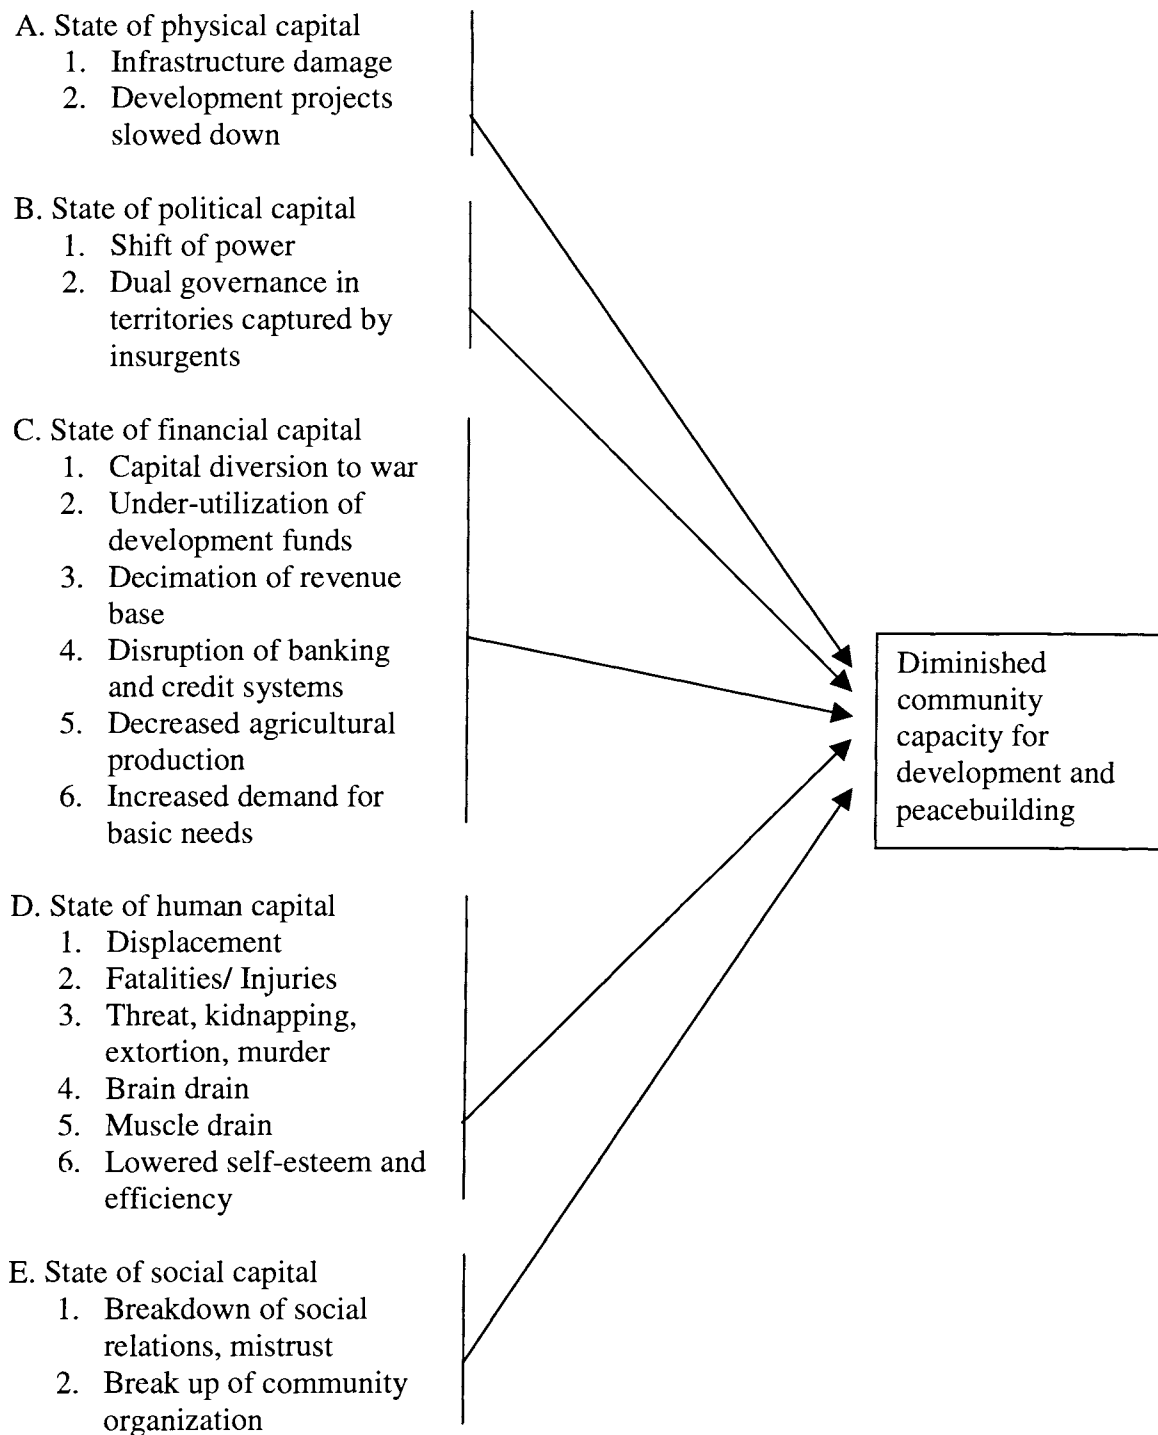 A. State of physical capital
1. Infrastructure damage
2. Development projects
slowed down
B. State of political capital
1. Shift of power
2. Dual governance in
territories captured by
insurgents
C. State of financial capital
1. Capital diversion to war
2. Under-utilization of
development funds
3. Decimation of revenue
base
4. Disruption of banking
and credit systems
5. Decreased agricultural
production
6. Increased demand for
basic needs
D. State of human capital
1. Displacement
2. Fatalities/ Injuries
3. Threat, kidnapping,
extortion, murder
4. Brain drain
5. Muscle drain
6. Lowered self-esteem and
efficiency
E. State of social capital
1. Breakdown of social
relations, mistrust
2. Break up of community
organization
Diminished
community
capacity for
development and
peacebuilding